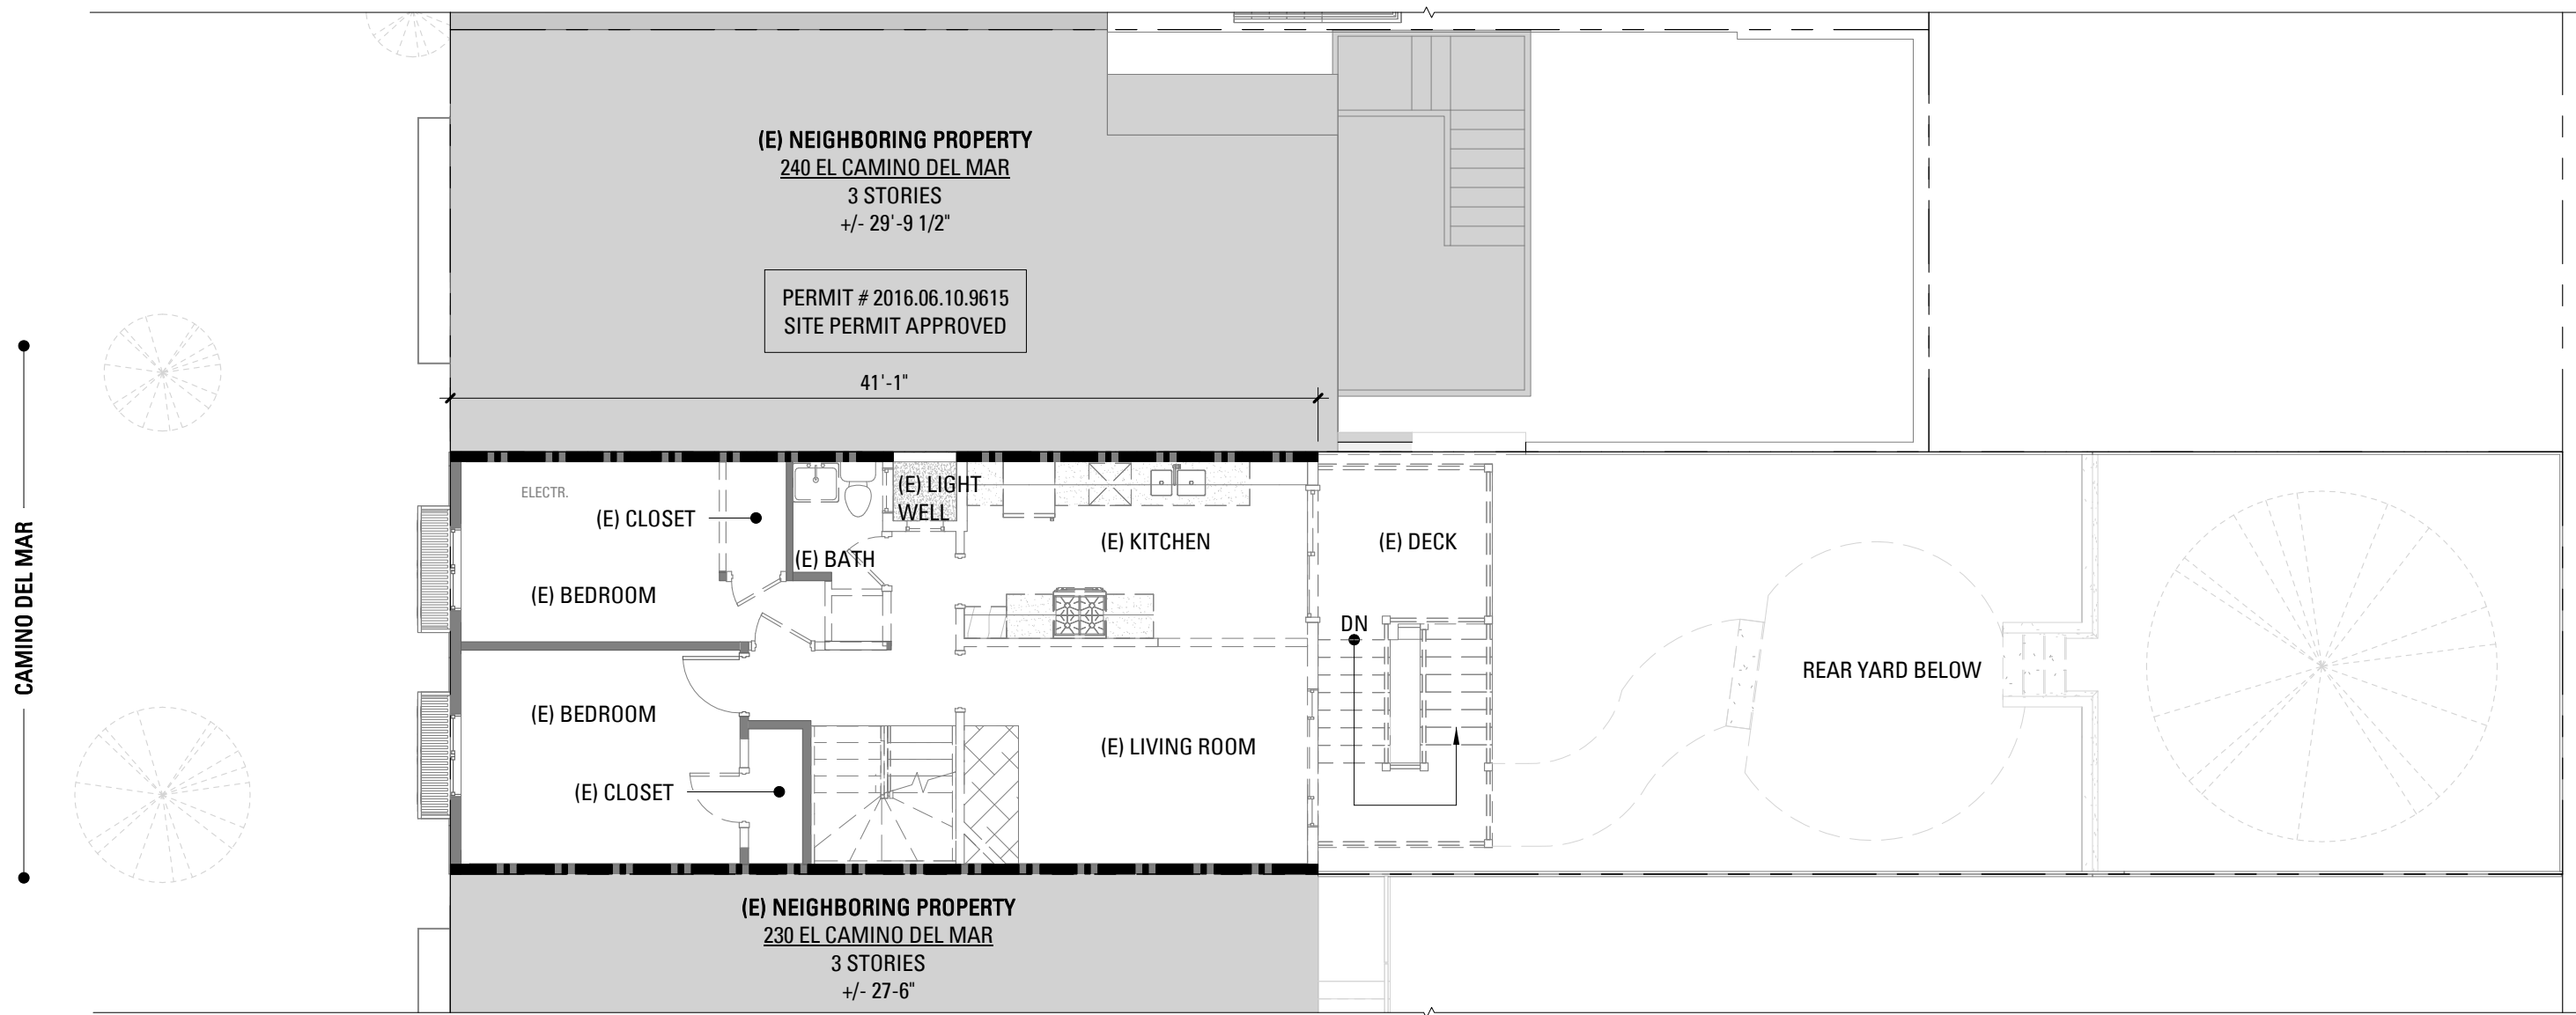 (E) NEIGHBORING PROPERTY
240 EL CAMINO DEL MAR
3 STORIES
+/- 29'-9 1/2"
PERMIT # 2016.06.10.9615
SITE PERMIT APPROVED
41'-1"
CAMINO DEL MAR
ELECTR.
(E) CLOSET
(E) BEDROOM
(E) BATH
(E) LIGHT
WELL
(E) KITCHEN
(E) DECK
DN
REAR YARD BELOW
(E) BEDROOM
(E) CLOSET
(E) LIVING ROOM
(E) NEIGHBORING PROPERTY
230 EL CAMINO DEL MAR
3 STORIES
+/- 27-6"